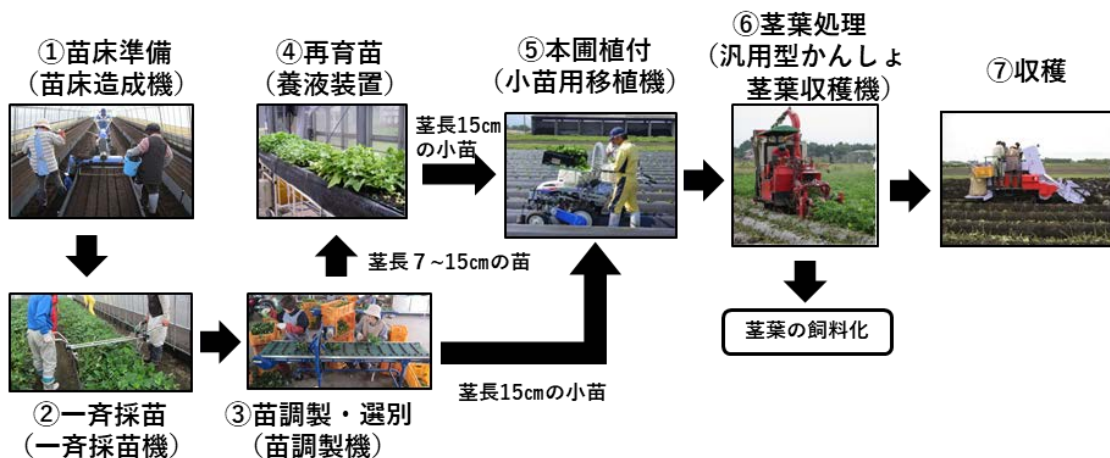 ①苗床準備
（苗床造成機）
②一斉採苗
（一斉採苗機）
③苗調製・選別
（苗調製機）
茎長７~15㎝の苗
④再育苗
（養液装置）
茎長15㎝
の小苗
茎長15㎝の小苗
⑤本圃植付
（小苗用移植機）
⑥茎葉処理
（汎用型かんしょ
茎葉収穫機）
茎葉の飼料化
⑦収穫